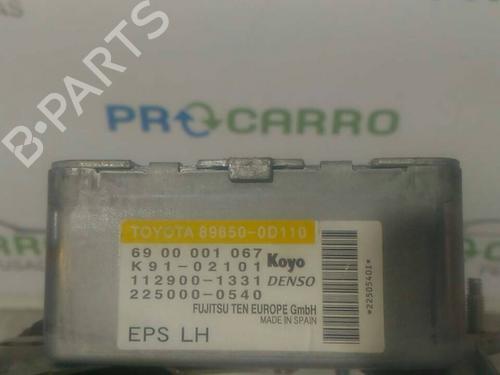 PROCARRO
B-PARTS
TOYOTA 89650-0D110
69 00 001 067
K91-02101 Koyo
112900-1331 DENSO
225000-0540
FUJITSU TEN EUROPE GmbH
MADE IN SPAIN
EPS LH
*22505401*